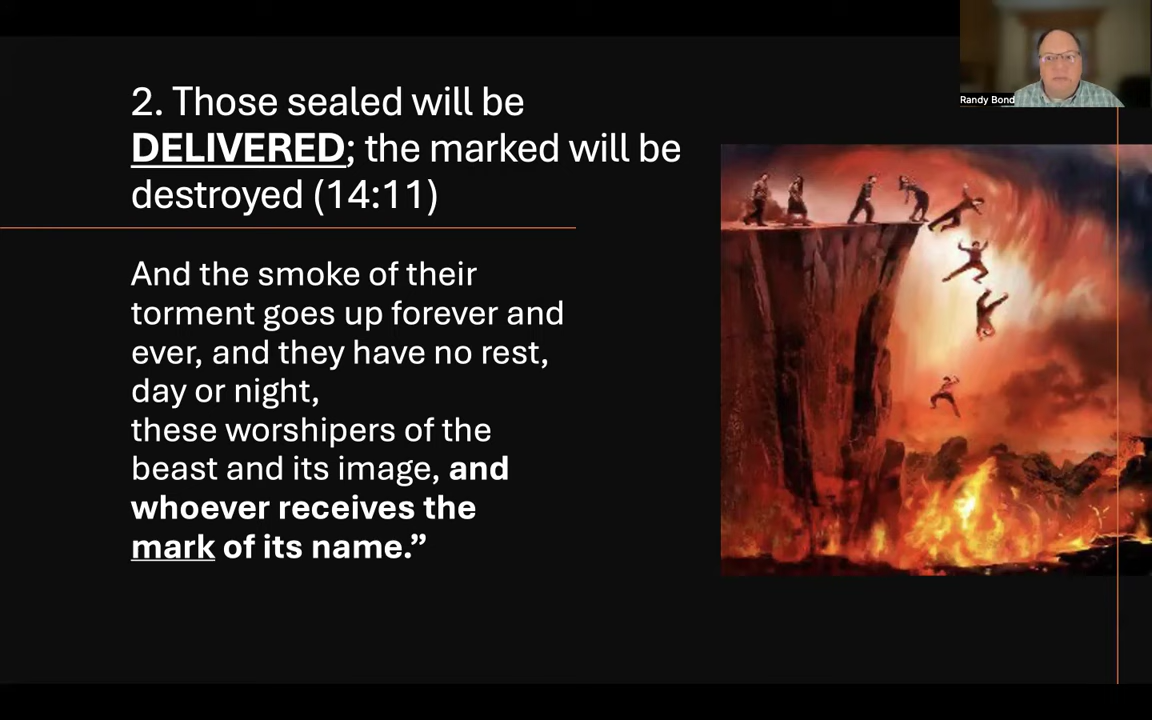 2. Those sealed will be
DELIVERED; the marked will be
destroyed (14:11)
And the smoke of their
torment goes up forever and
ever, and they have no rest,
day or night,
these worshipers of the
beast and its image, and
whoever receives the
mark of its name.”
Randy Bond